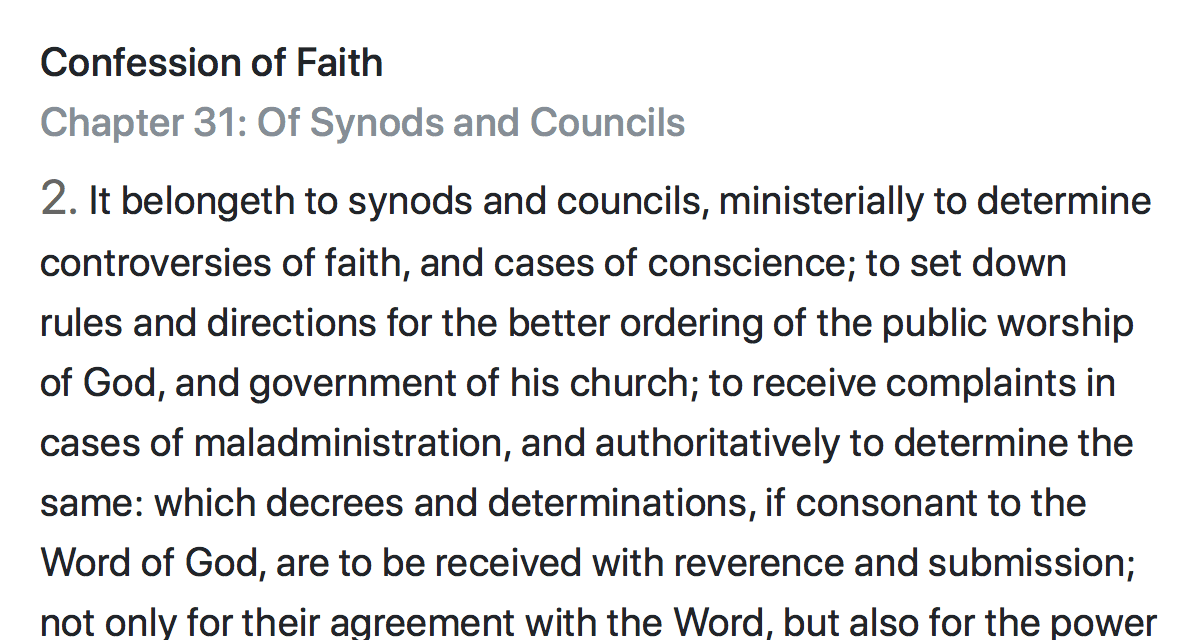 Confession of Faith
Chapter 31: Of Synods and Councils
2. It belongeth to synods and councils, ministerially to determine
controversies of faith, and cases of conscience; to set down
rules and directions for the better ordering of the public worship
of God, and government of his church; to receive complaints in
cases of maladministration, and authoritatively to determine the
same: which decrees and determinations, if consonant to the
Word of God, are to be received with reverence and submission;
not only for their agreement with the Word, but also for the power